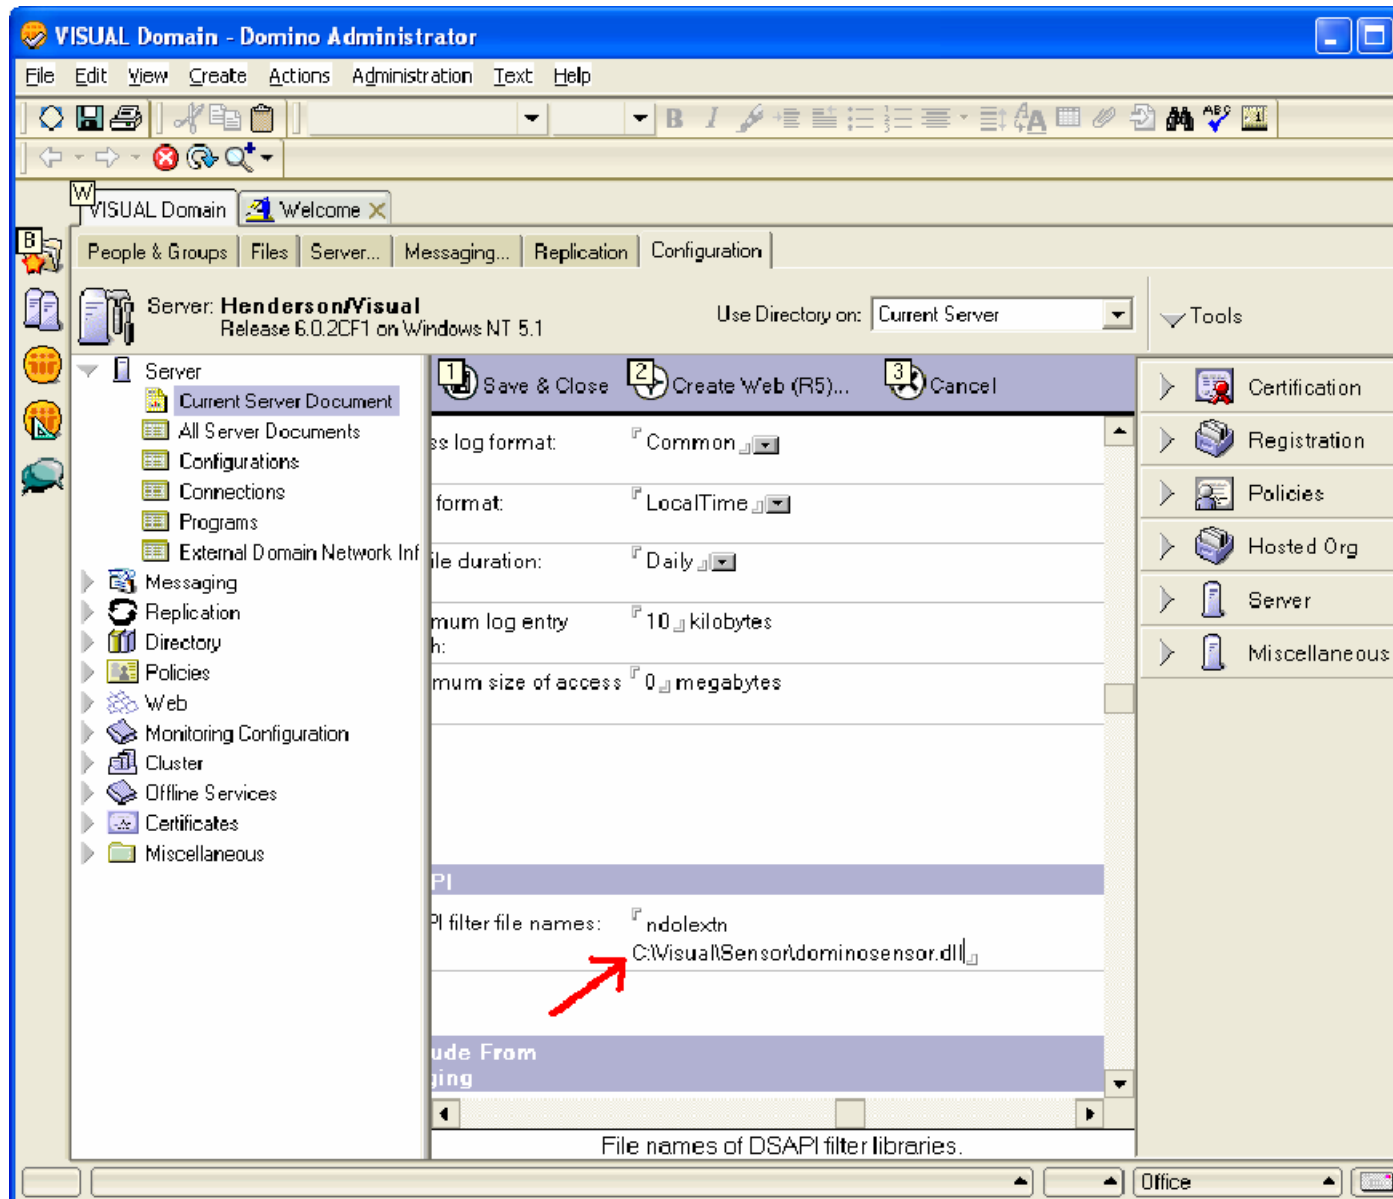 VISUAL Domain - Domino Administrator
File Edit View Create Actions Administration Text Help
B I
ABC
W
VISUAL Domain Welcome
B
People & Groups Files Server... Messaging... Replication Configuration
Server: Henderson/Visual
Release 6.0.2CF1 on Windows NT 5.1
Use Directory on: Current Server
Tools
Server
Current Server Document
All Server Documents
Configurations
Connections
Programs
External Domain Network Inf
Messaging
Replication
Directory
Policies
Web
Monitoring Configuration
Cluster
Offline Services
Certificates
Miscellaneous
1 Save & Close 2 Create Web (R5)... 3 Cancel
ss log format: Common
format: LocalTime
ile duration: Daily
mum log entry 10 kilobytes
h:
mum size of access 0 megabytes
PI
PI filter file names: ndolextn
C:\Visual\Sensor\dominosensor.dll
ude From
ging
File names of DSAPI filter libraries.
Certification
Registration
Policies
Hosted Org
Server
Miscellaneous
Office